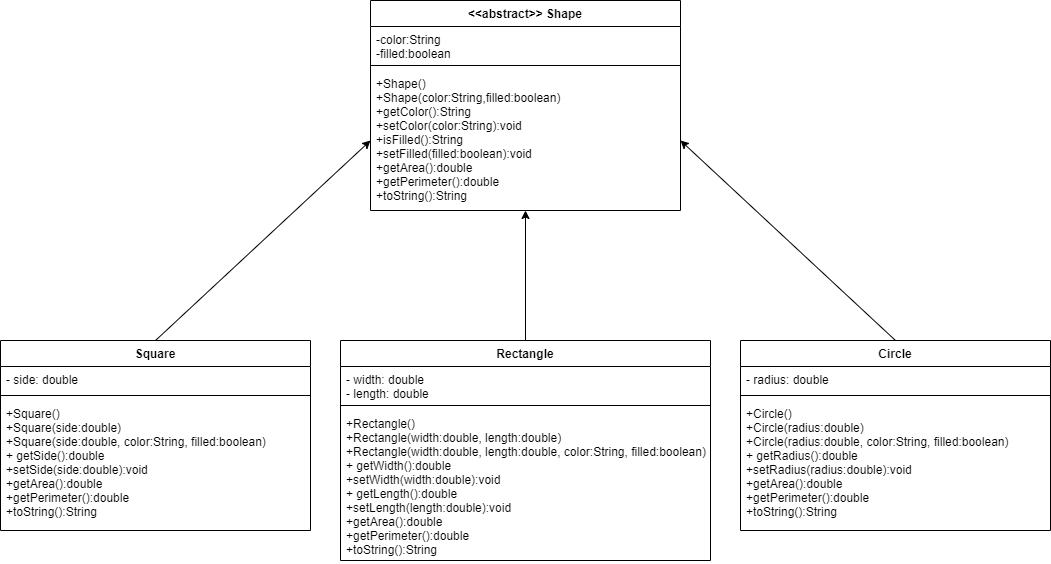 <<abstract>> Shape
-color:String
-filled:boolean
+Shape()
+Shape(color:String,filled:boolean)
+getColor():String
+setColor(color:String):void
+isFilled():String
+setFilled(filled:boolean):void
+getArea():double
+getPerimeter():double
+toString():String
Square
- side: double
+Square()
+Square(side:double)
+Square(side:double, color:String, filled:boolean)
+ getSide():double
+setSide(side:double):void
+getArea():double
+getPerimeter():double
+toString():String
Rectangle
- width: double
- length: double
+Rectangle()
+Rectangle(width:double, length:double)
+Rectangle(width:double, length:double, color:String, filled:boolean)
+ getWidth():double
+setWidth(width:double):void
+ getLength():double
+setLength(length:double):void
+getArea():double
+getPerimeter():double
+toString():String
Circle
- radius: double
+Circle()
+Circle(radius:double)
+Circle(radius:double, color:String, filled:boolean)
+ getRadius():double
+setRadius(radius:double):void
+getArea():double
+getPerimeter():double
+toString():String